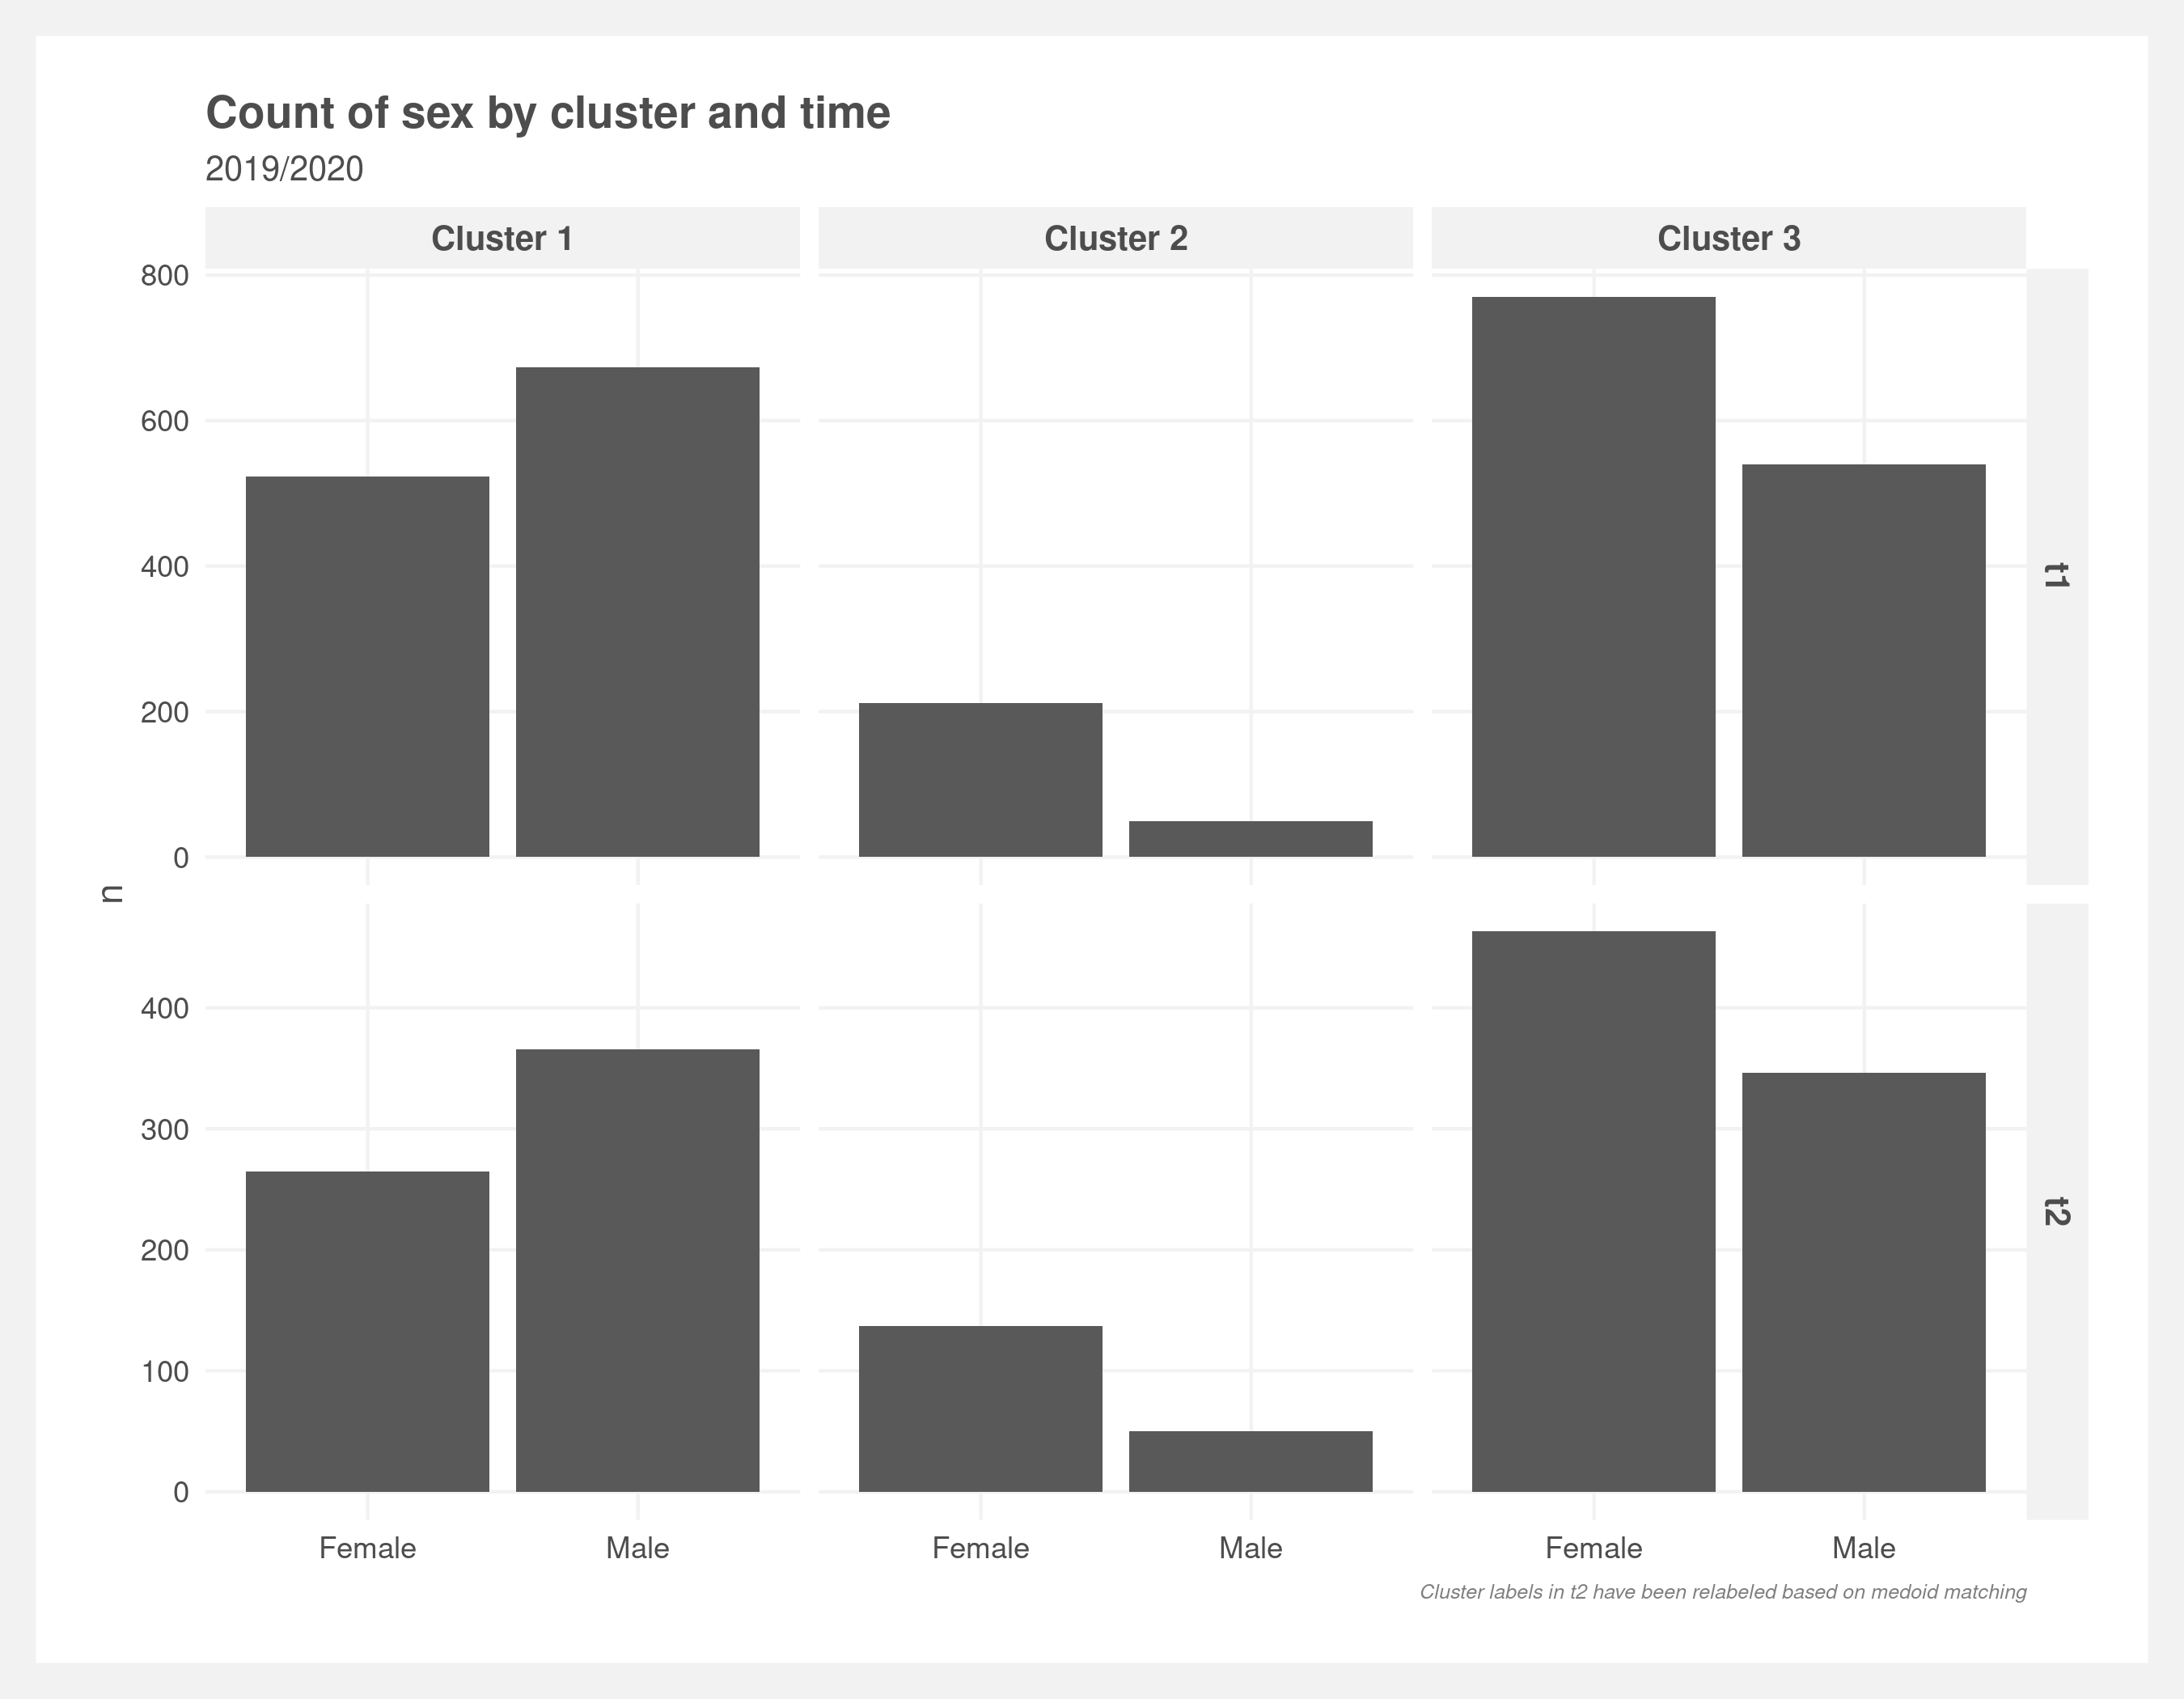 Count of sex by cluster and time
2019/2020
Cluster 1
Cluster 2
Cluster 3
800
600
400
200
0
t1
n
400
300
200
100
0
t2
Female
Male
Female
Male
Female
Male
Cluster labels in t2 have been relabeled based on medoid matching